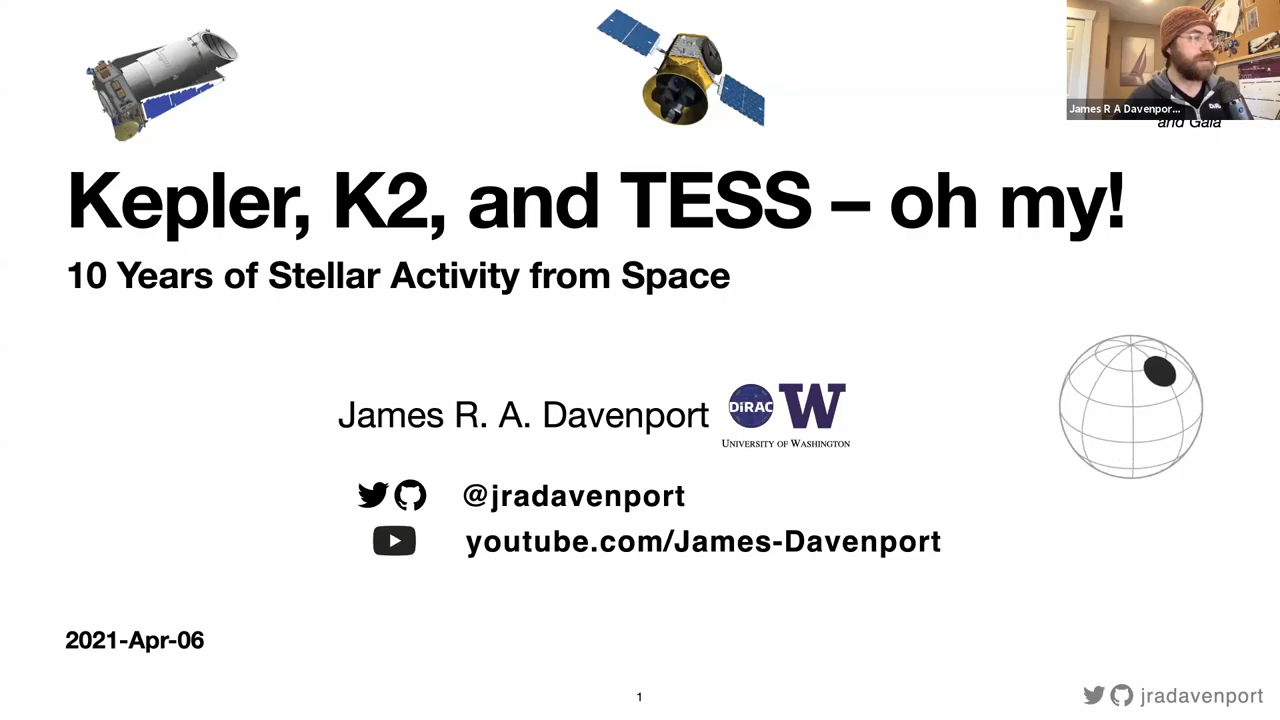 James R A Davenpor...
and Gaia
Kepler, K2, and TESS – oh my!
10 Years of Stellar Activity from Space
James R. A. Davenport
DiRAC
W
UNIVERSITY OF WASHINGTON
@jradavenport
youtube.com/James-Davenport
2021-Apr-06
1
jradavenport